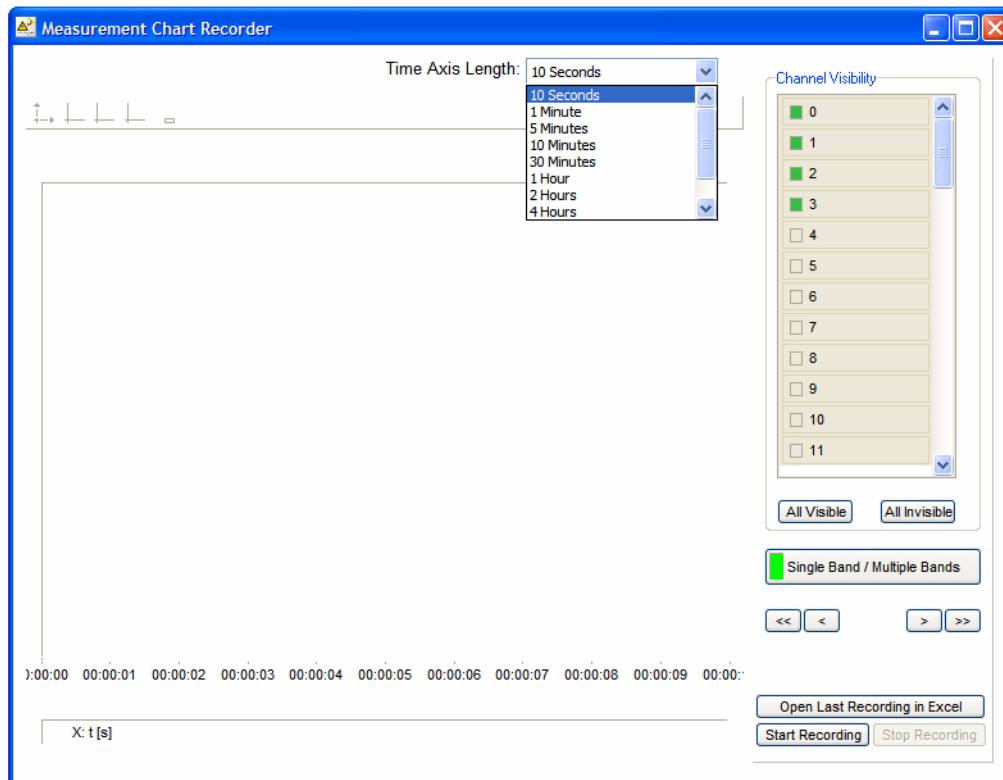 Measurement Chart Recorder
Time Axis Length: 10 Seconds
10 Seconds
1 Minute
5 Minutes
10 Minutes
30 Minutes
1 Hour
2 Hours
4 Hours
Channel Visibility
0
1
2
3
4
5
6
7
8
9
10
11
All Visible All Invisible
Single Band / Multiple Bands
<< < > >>
):00:00 00:00:01 00:00:02 00:00:03 00:00:04 00:00:05 00:00:06 00:00:07 00:00:08 00:00:09 00:00:
X: t [s]
Open Last Recording in Excel
Start Recording Stop Recording